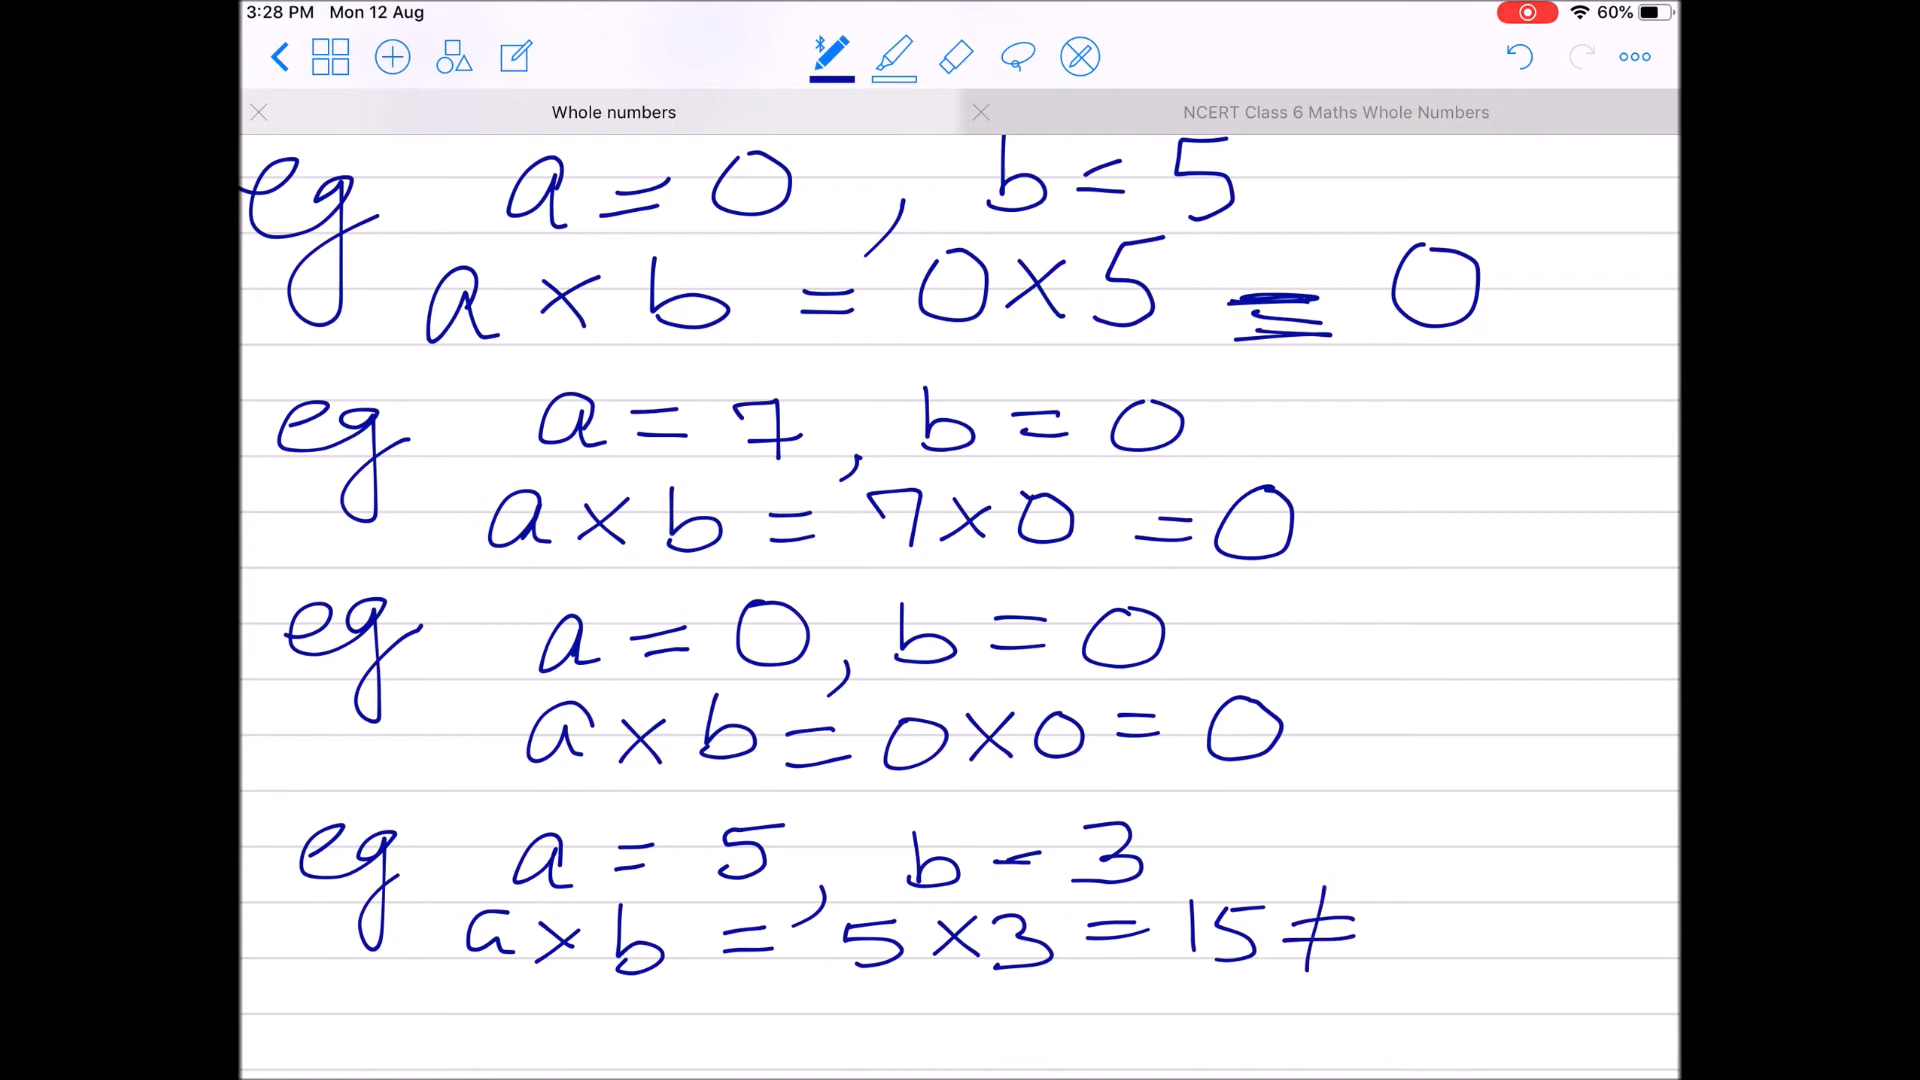 3:28 PM Mon 12 Aug 60%
Whole numbers NCERT Class 6 Maths Whole Numbers
eg a = 0 , b = 5
a × b = 0 × 5 = 0
eg a = 7 , b = 0
a × b = 7 × 0 = 0
eg a = 0 , b = 0
a × b = 0 × 0 = 0
eg a = 5 , b = 3
a × b = 5 × 3 = 15 ≠